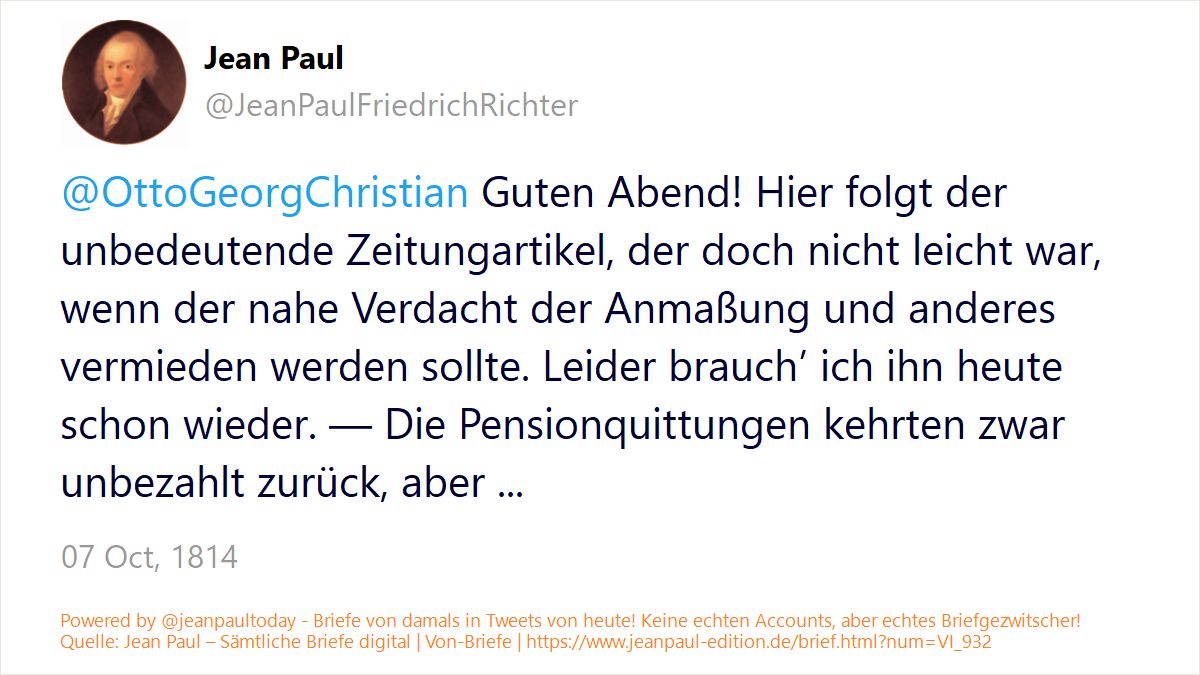 Jean Paul
@JeanPaulFriedrichRichter
@OttoGeorgChristian Guten Abend! Hier folgt der
unbedeutende Zeitungartikel, der doch nicht leicht war,
wenn der nahe Verdacht der Anmaßung und anderes
vermieden werden sollte. Leider brauch’ ich ihn heute
schon wieder. — Die Pensionquittungen kehrten zwar
unbezahlt zurück, aber ...
07 Oct, 1814
Powered by @jeanpaultoday - Briefe von damals in Tweets von heute! Keine echten Accounts, aber echtes Briefgezwitscher!
Quelle: Jean Paul – Sämtliche Briefe digital | Von-Briefe | https://www.jeanpaul-edition.de/brief.html?num=VI_932